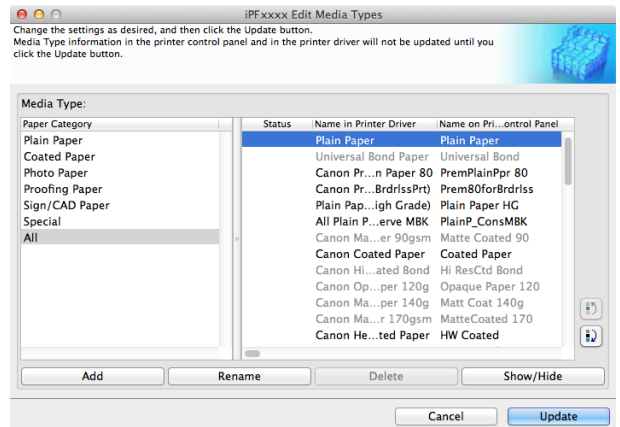 iPFxxxx Edit Media Types
Change the settings as desired, and then click the Update button.
Media Type information in the printer control panel and in the printer driver will not be updated until you
click the Update button.
Media Type:
Paper Category Status Name in Printer Driver Name on Pri...ontrol Panel
Plain Paper Plain Paper Plain Paper
Coated Paper Universal Bond Paper Universal Bond
Photo Paper Canon Pr...n Paper 80 PremPlainPpr 80
Proofing Paper Canon Pr...BrdrlssPrt) Prem80forBrdrlss
Sign/CAD Paper Plain Pap...igh Grade) Plain Paper HG
Special All Plain P...erve MBK PlainP_ConsMBK
All Canon Ma...er 90gsm Matte Coated 90
Canon Coated Paper Coated Paper
Canon Hi...ated Bond Hi ResCtd Bond
Canon Op...per 120g Opaque Paper 120
Canon Ma...per 140g Matt Coat 140g
Canon Ma...r 170gsm MatteCoated 170
Canon He...ted Paper HW Coated
Add Rename Delete Show/Hide
Cancel Update